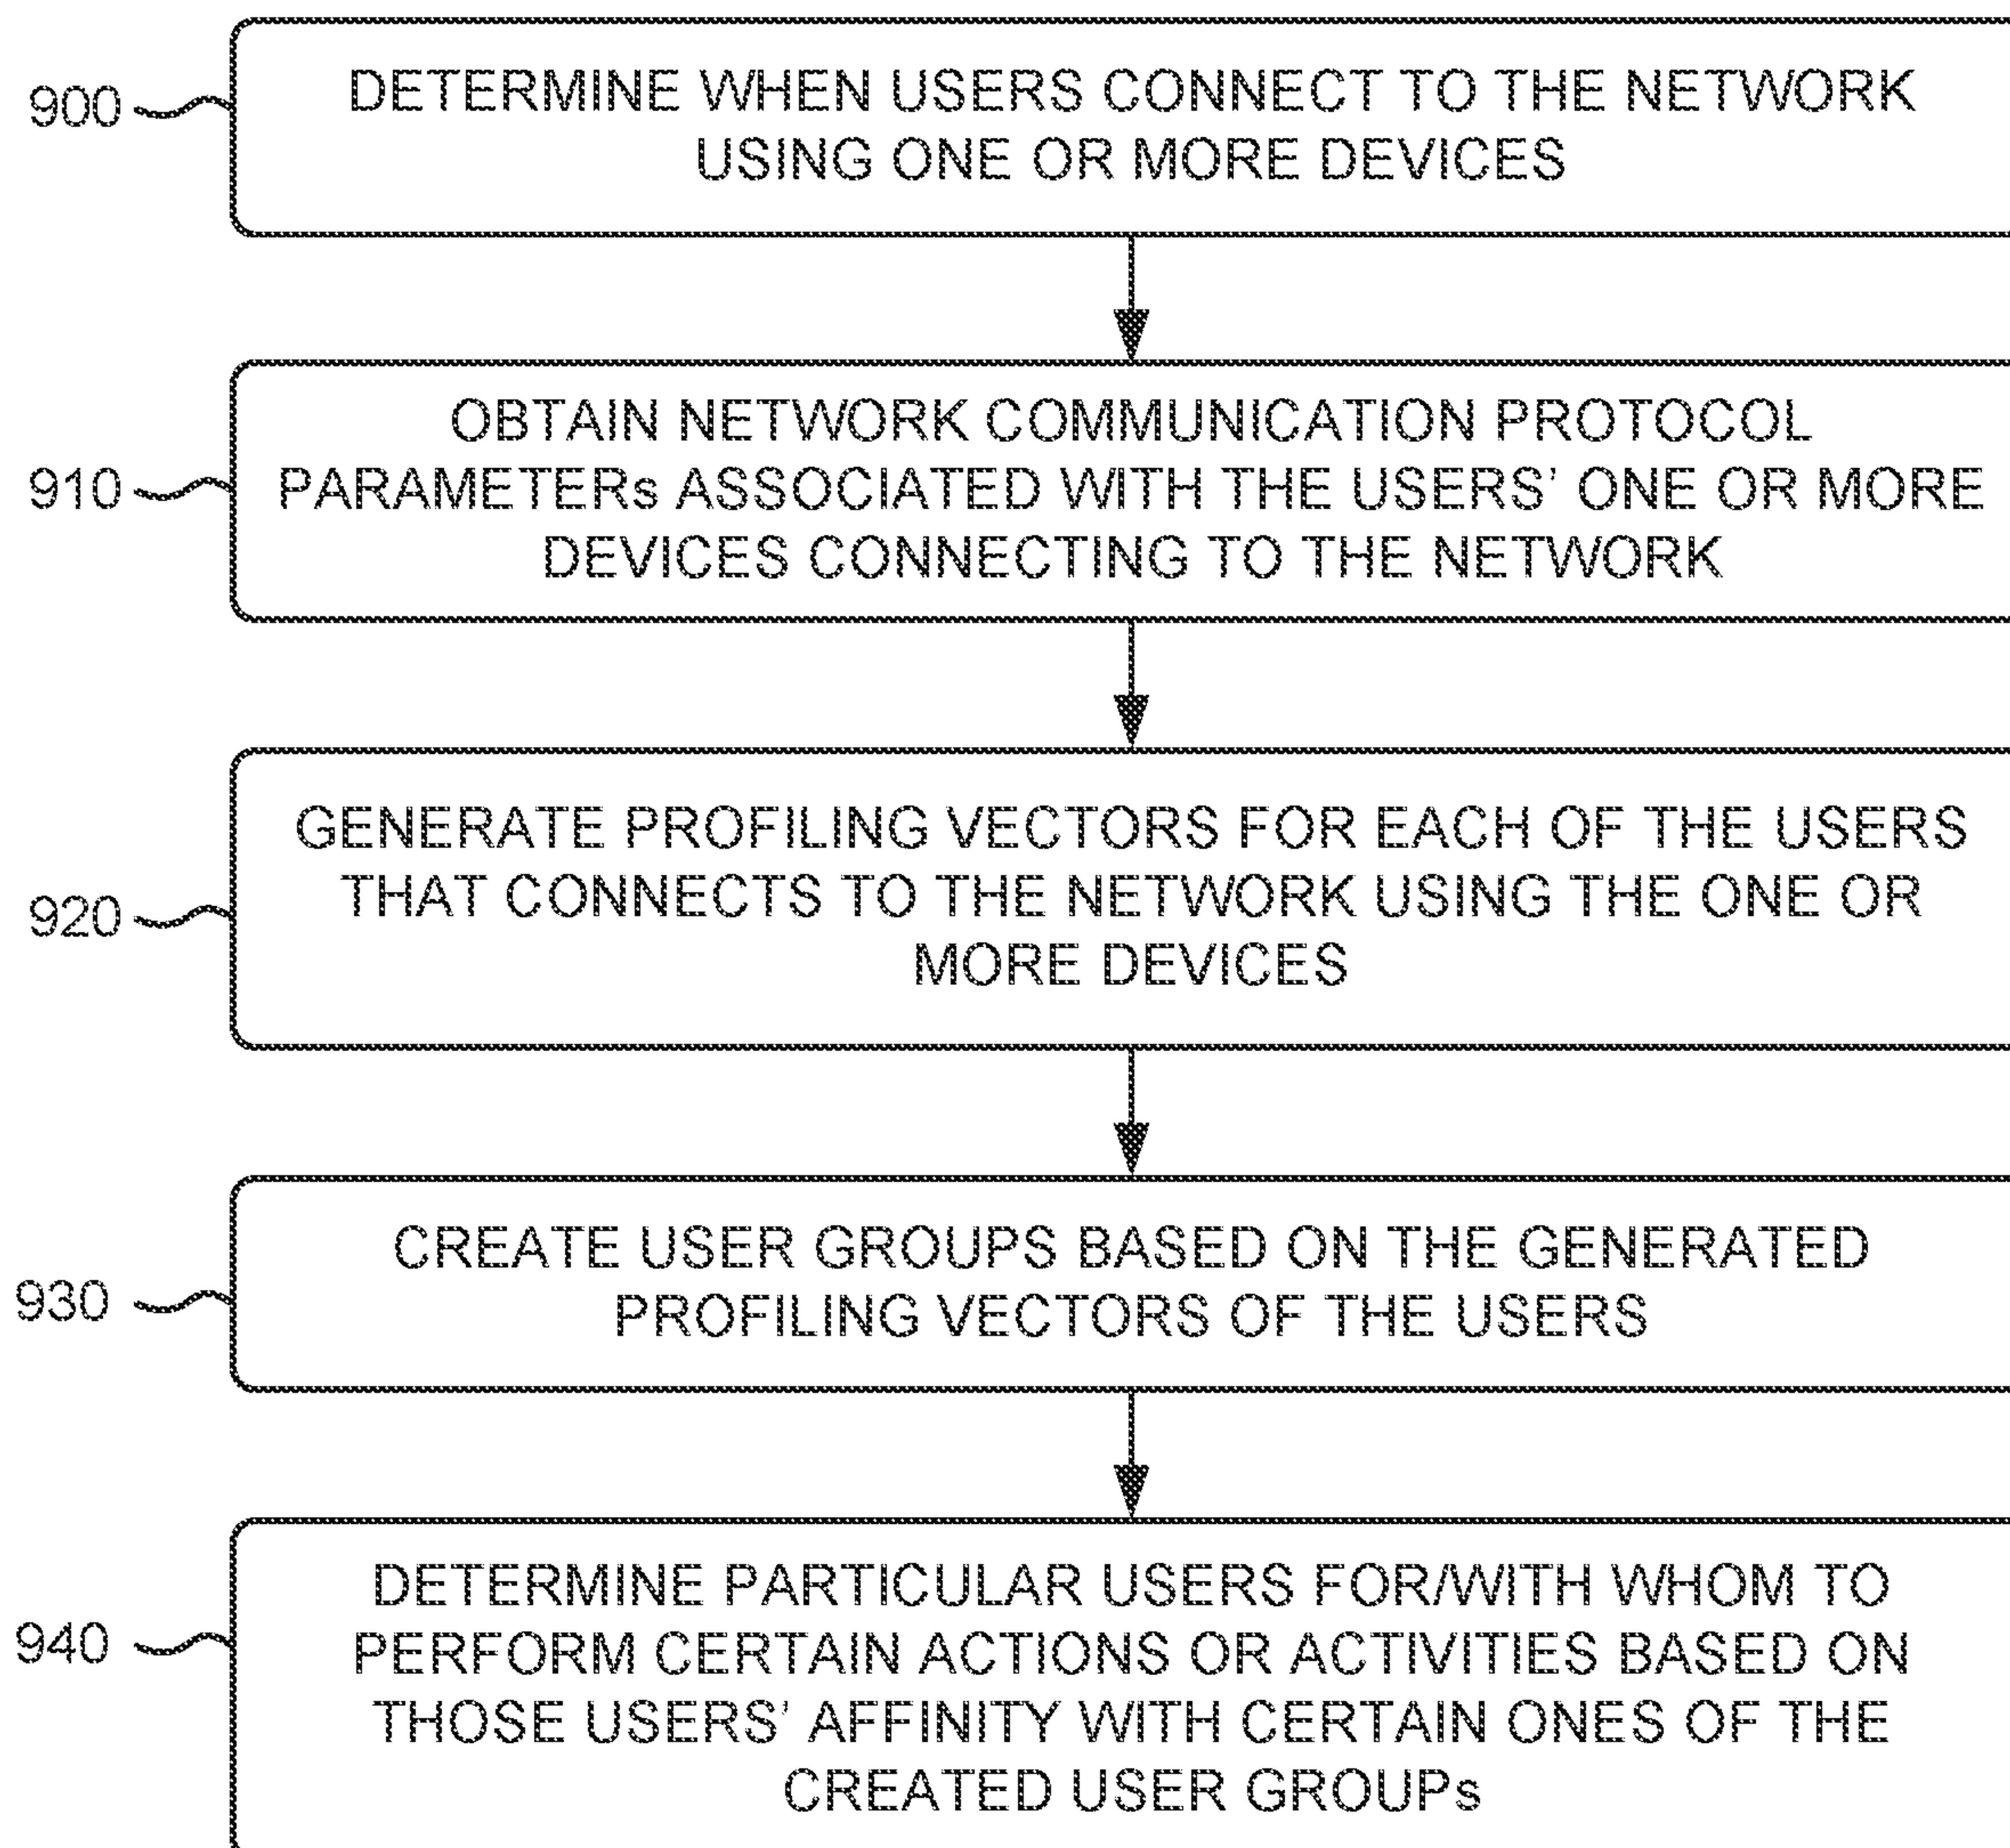 900
DETERMINE WHEN USERS CONNECT TO THE NETWORK
USING ONE OR MORE DEVICES
910
OBTAIN NETWORK COMMUNICATION PROTOCOL
PARAMETERs ASSOCIATED WITH THE USERS’ ONE OR MORE
DEVICES CONNECTING TO THE NETWORK
920
GENERATE PROFILING VECTORS FOR EACH OF THE USERS
THAT CONNECTS TO THE NETWORK USING THE ONE OR
MORE DEVICES
930
CREATE USER GROUPS BASED ON THE GENERATED
PROFILING VECTORS OF THE USERS
940
DETERMINE PARTICULAR USERS FOR/WITH WHOM TO
PERFORM CERTAIN ACTIONS OR ACTIVITIES BASED ON
THOSE USERS’ AFFINITY WITH CERTAIN ONES OF THE
CREATED USER GROUPs